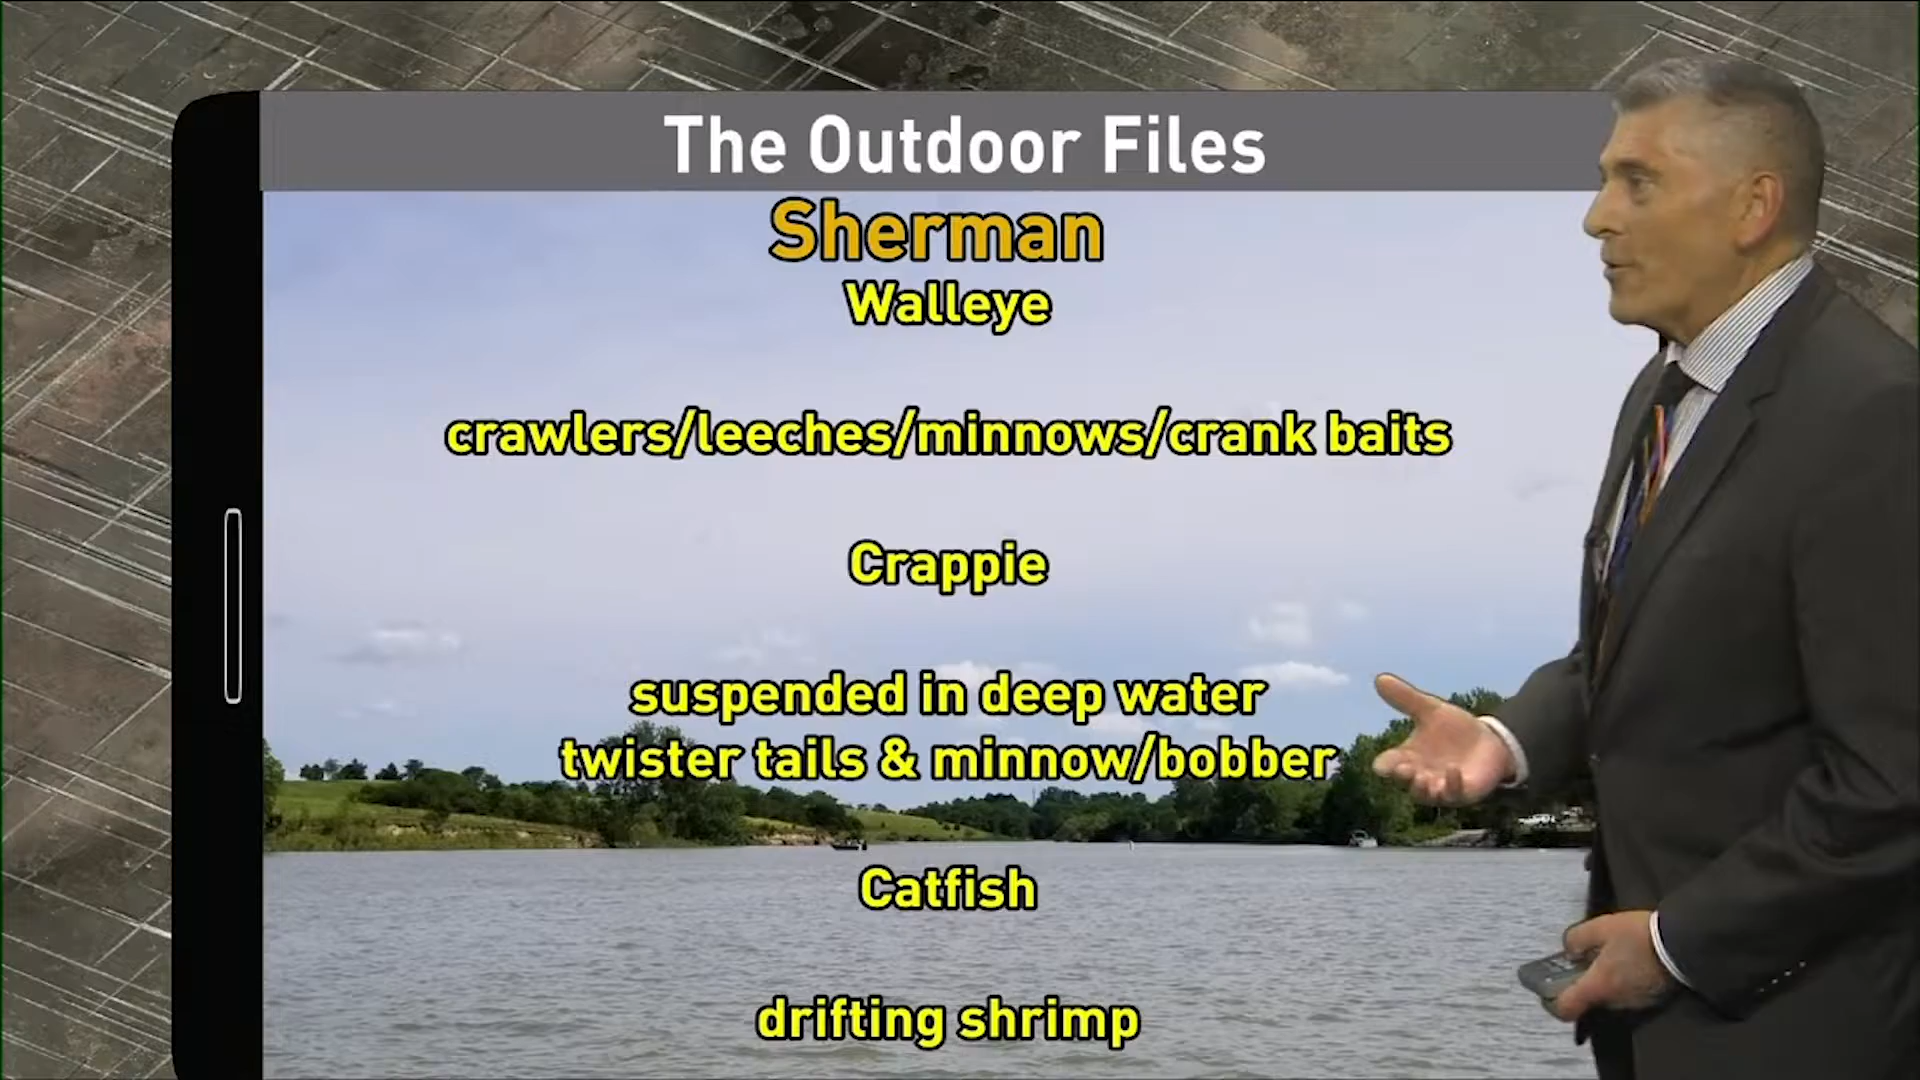 The Outdoor Files
Sherman
Walleye
crawlers/leeches/minnows/crank baits
Crappie
suspended in deep water
twister tails & minnow/bobber
Catfish
drifting shrimp